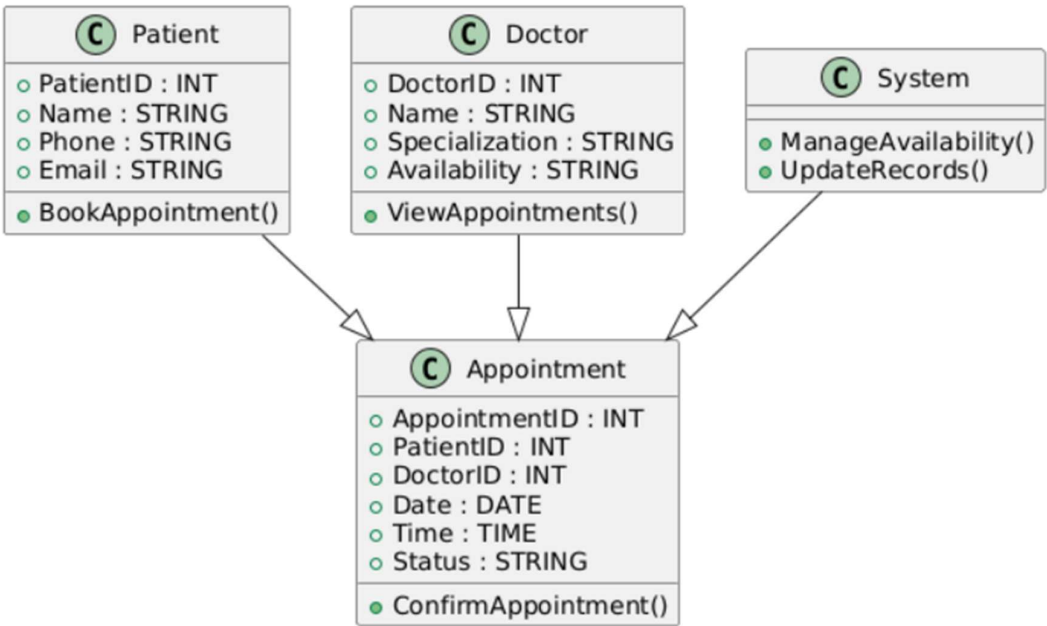 C Patient
PatientID : INT
Name : STRING
Phone : STRING
Email : STRING
BookAppointment()
C Doctor
DoctorID : INT
Name : STRING
Specialization : STRING
Availability : STRING
ViewAppointments()
C System
ManageAvailability()
UpdateRecords()
C Appointment
AppointmentID : INT
PatientID : INT
DoctorID : INT
Date : DATE
Time : TIME
Status : STRING
ConfirmAppointment()